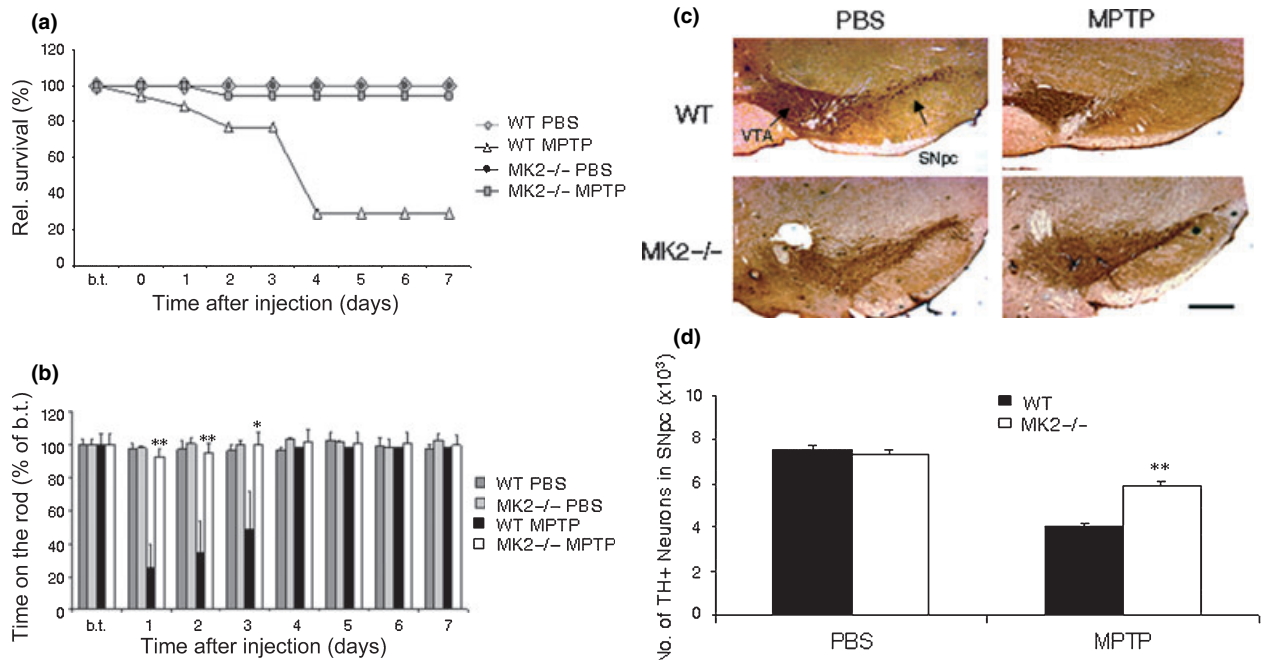 (a)
120
100
80
60
40
20
0
Rel. survival (%)
b.t. 0 1 2 3 4 5 6 7
Time after injection (days)
WT PBS
WT MPTP
MK2−/− PBS
MK2−/− MPTP
(b)
120
100
80
60
40
20
0
Time on the rod (% of b.t.)
** ** *
b.t. 1 2 3 4 5 6 7
Time after injection (days)
WT PBS
MK2−/− PBS
WT MPTP
MK2−/− MPTP
(c)
PBS MPTP
WT
VTA
SNpc
MK2−/−
(d)
No. of TH+ Neurons in SNpc (x10³)
10
8
6
4
2
0
WT
MK2−/−
**
PBS MPTP